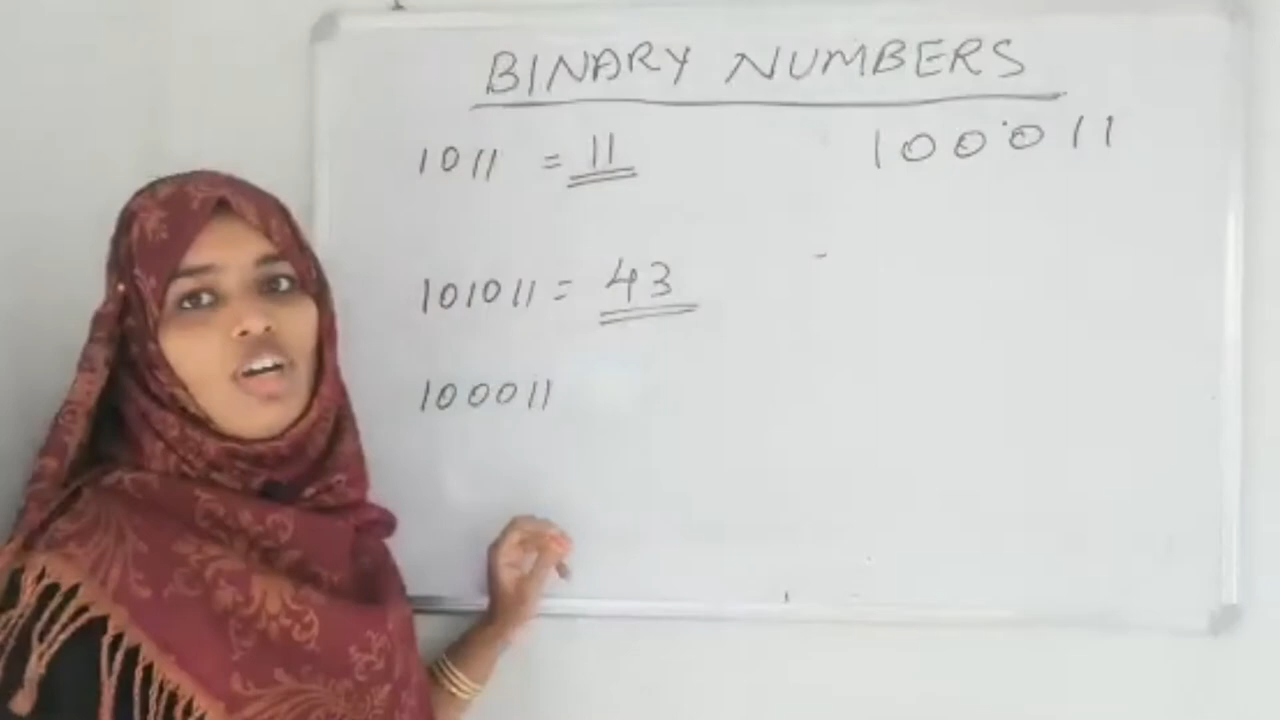 BINARY NUMBERS
1011 = 11
100011
101011 = 43
100011